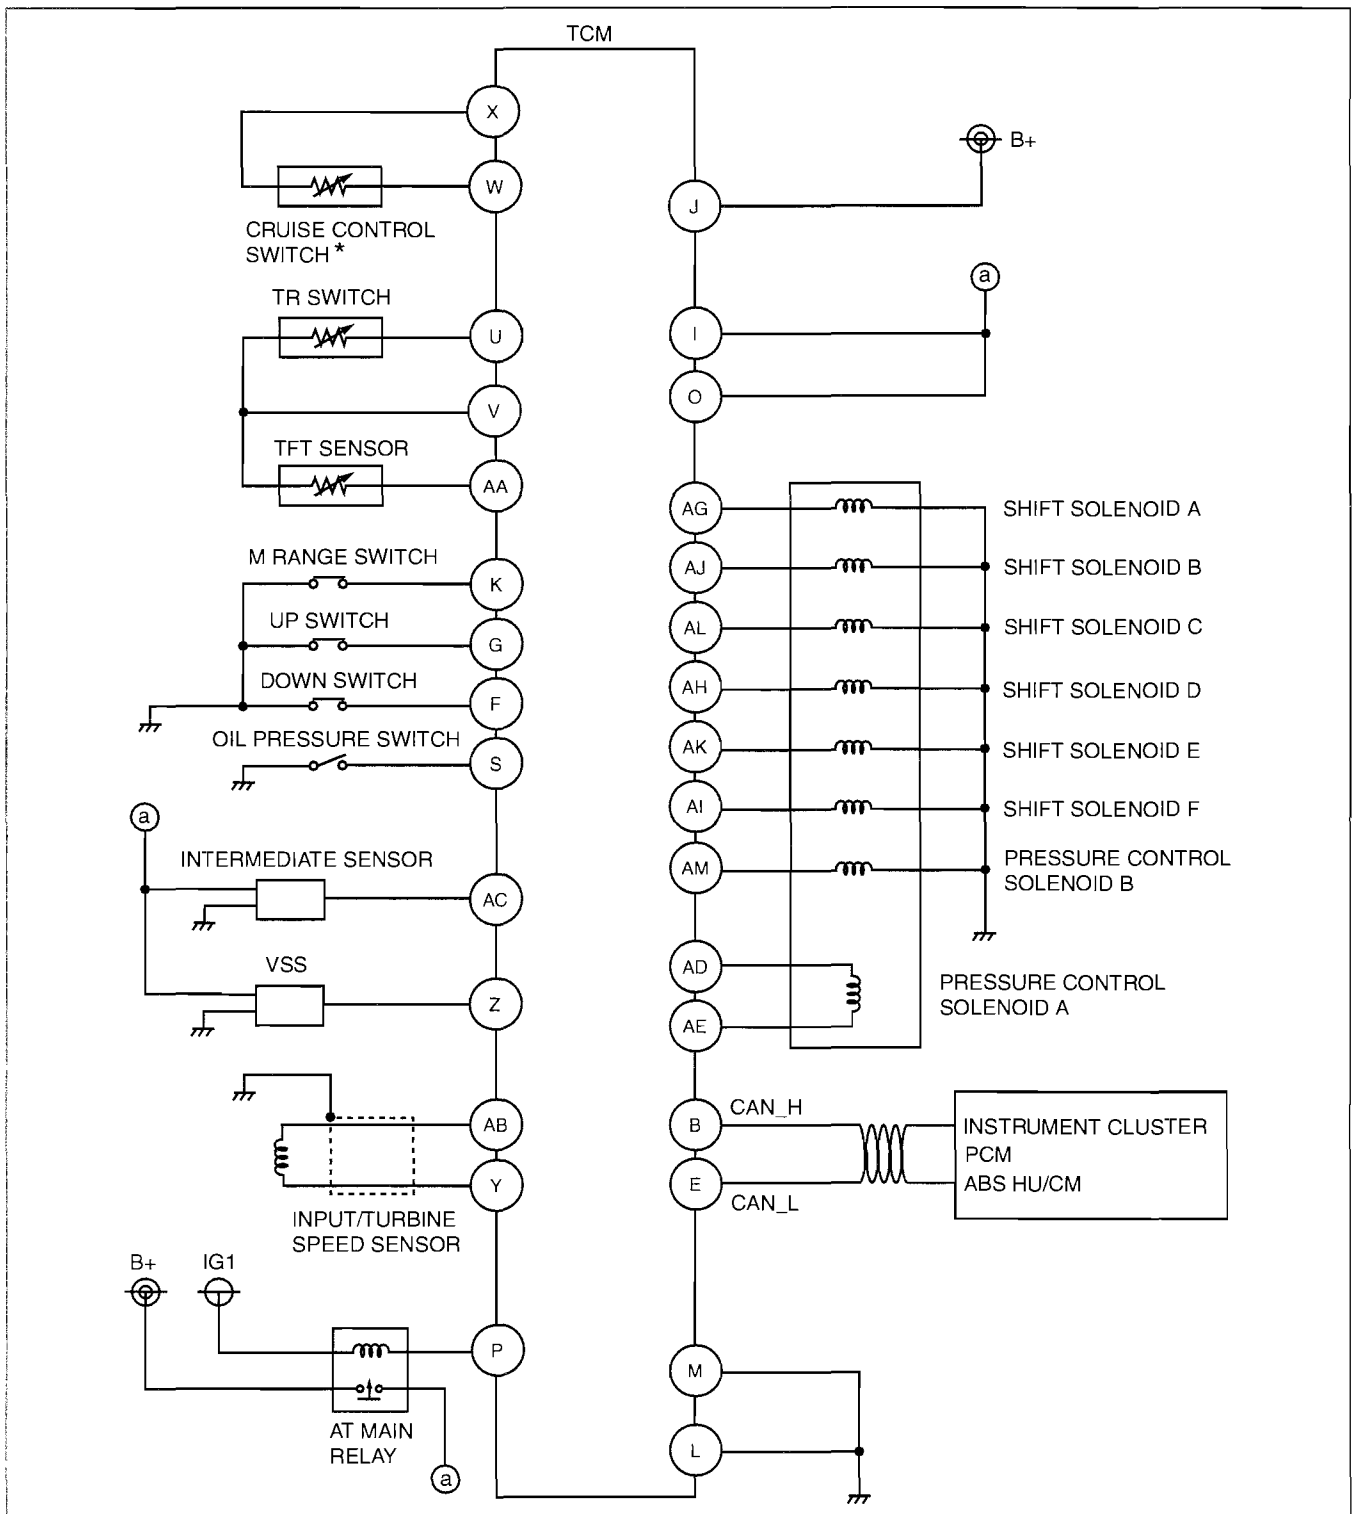 TCM
X
B+
W
J
CRUISE CONTROL
SWITCH *
a
TR SWITCH
U
I
O
V
TFT SENSOR
AA
AG
SHIFT SOLENOID A
M RANGE SWITCH
K
AJ
SHIFT SOLENOID B
UP SWITCH
G
AL
SHIFT SOLENOID C
DOWN SWITCH
F
AH
SHIFT SOLENOID D
OIL PRESSURE SWITCH
S
AK
SHIFT SOLENOID E
a
AI
SHIFT SOLENOID F
INTERMEDIATE SENSOR
AC
AM
PRESSURE CONTROL
SOLENOID B
VSS
Z
AD
AE
PRESSURE CONTROL
SOLENOID A
AB
Y
INPUT/TURBINE
SPEED SENSOR
B
CAN_H
E
CAN_L
INSTRUMENT CLUSTER
PCM
ABS HU/CM
B+
IG1
P
M
AT MAIN
RELAY
L
a